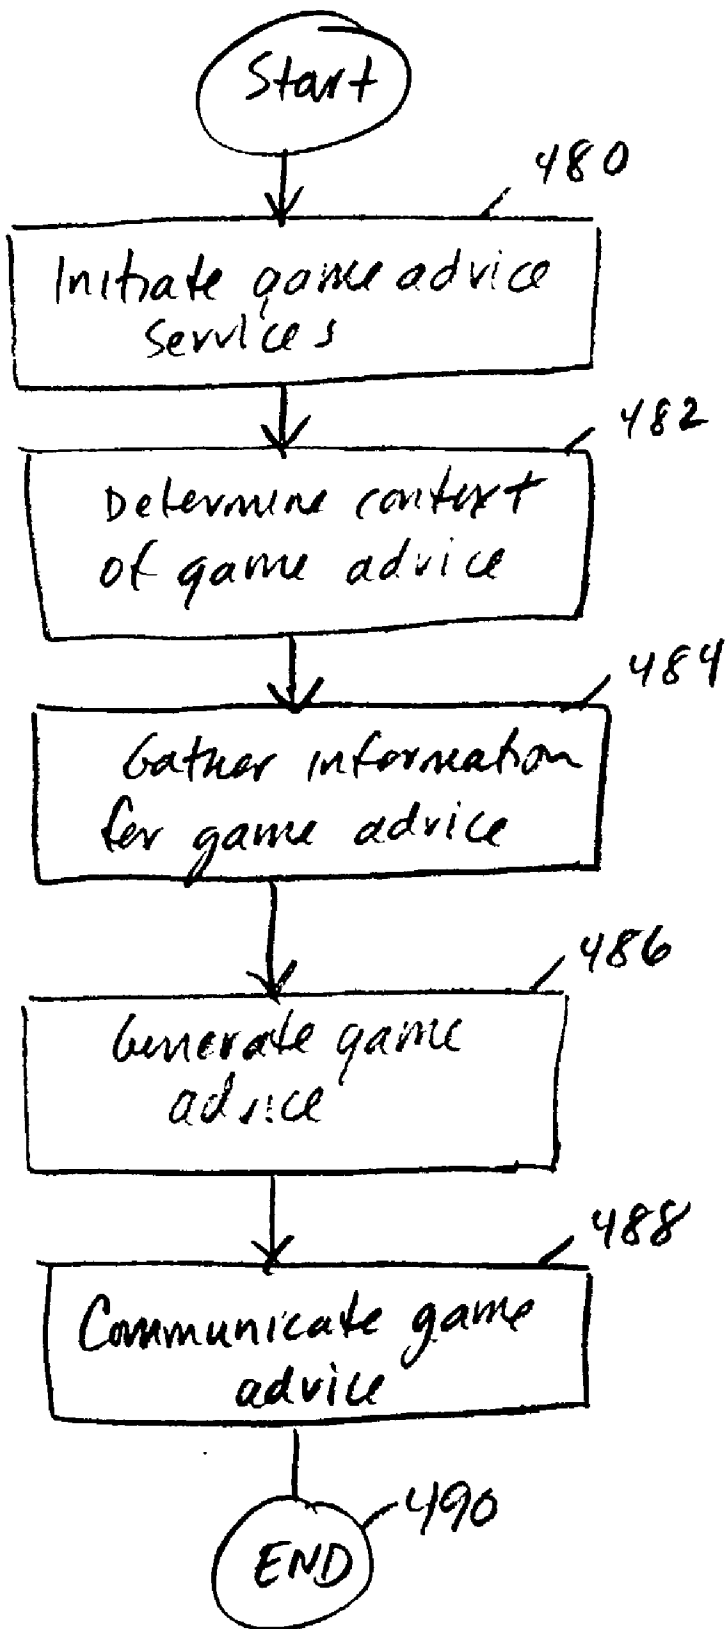 Start
480
Initiate game advice
services
482
Determine context
of game advice
484
Gather information
for game advice
486
Generate game
advice
488
Communicate game
advice
490
END